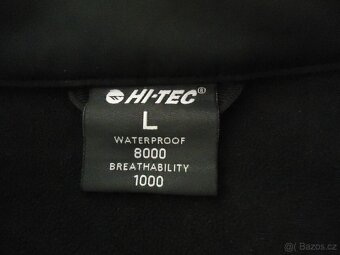 HI-TEC®
L
WATERPROOF
8000
BREATHABILITY
1000
Bazos.cz